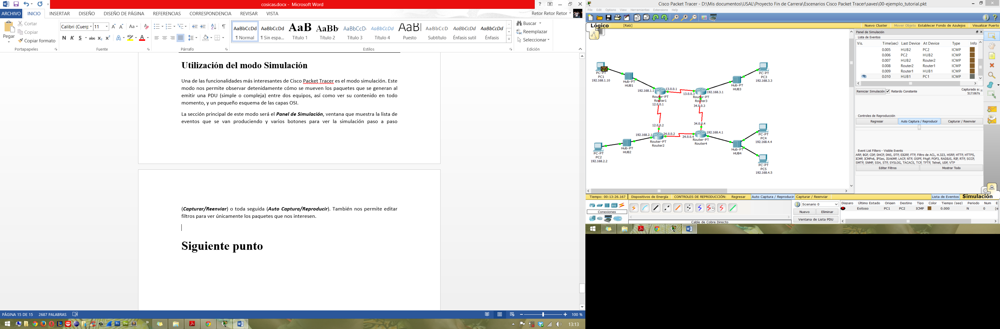 cosicas.docx - Microsoft Word
ARCHIVO INICIO INSERTAR DISEÑO DISEÑO DE PÁGINA REFERENCIAS CORRESPONDENCIA REVISAR VISTA
Retor Retor Retor
Pegar
Cortar
Copiar
Copiar formato
Portapapeles
Calibri (Cuerp 11
N K S abc x₂ x²
Fuente
Párrafo
AaBbCcDd AaBbCcDd AaB AaBb AaBbCcD AaBbCcDd AaB AaBbCcD AaBbCcDd AaBbCcDd
¶ Normal ¶ Sin espa... Título 1 Título 2 Título 3 Título 4 Puesto Subtítulo Énfasis sutil Énfasis
Estilos
Buscar
Reemplazar
Seleccionar
Edición
Utilización del modo Simulación
Una de las funcionalidades más interesantes de Cisco Packet Tracer es el modo simulación. Este
modo nos permite observar detenidamente cómo se mueven los paquetes que se generan al
emitir una PDU (simple o compleja) entre dos equipos, así como ver su contenido en todo
momento, y un pequeño esquema de las capas OSI.
La sección principal de este modo será el Panel de Simulación, ventana que muestra la lista de
eventos que se van produciendo y varios botones para ver la simulación paso a paso
(Capturar/Reenviar) o toda seguida (Auto Captura/Reproducir). También nos permite editar
filtros para ver únicamente los paquetes que nos interesen.
Siguiente punto
PÁGINA 15 DE 15 2687 PALABRAS
100 %
13:13
Cisco Packet Tracer - D:\Mis documentos\USAL\Proyecto Fin de Carrera\Escenarios Cisco Packet Tracer\saves\00-ejemplo_tutorial.pkt
File Edit Options View Herramientas Extensions Help
Lógico [Raíz] Nuevo Cluster Mover Objeto Establecer Fondo de Azulejos Visualizar Puerto
PC-PT
PC1
192.168.1.10
Hub-PT
HUB1
192.168.1.1
13.0.0.1
Router-PT
Router1
12.0.0.1
13.0.0.3
192.168.3.1
Router-PT
Router3
34.0.0.3
Hub-PT
HUB3
PC-PT
PC3
192.168.3.3
12.0.0.2
192.168.2.1
24.0.0.2
Router-PT
Router2
34.0.0.4
192.168.4.1
24.0.0.4
Router-PT
Router4
Hub-PT
HUB2
PC-PT
PC2
192.168.2.2
Hub-PT
HUB4
PC-PT
PC4
192.168.4.4
PC-PT
PC5
192.168.4.5
Panel de Simulación
Lista de Eventos
Vis. Time(sec) Last Device At Device Type Info
0.005 HUB2 PC2 ICMP
0.006 PC2 HUB2 ICMP
0.007 HUB2 Router2 ICMP
0.008 Router2 Router1 ICMP
0.009 Router1 HUB1 ICMP
0.010 HUB1 PC1 ICMP
Reiniciar Simulación Retardo Constante
Capturado a:
517.067s
Controles de Reproducción
Regresar Auto Captura / Reproducir Capturar / Reenviar
Event List Filters - Visible Events
ARP, BGP, CDP, DHCP, DNS, DTP, EIGRP, FTP, Filtro de ACL, H.323, HSRP, HTTP, HTTPS,
ICMP, ICMPv6, IPSec, ISAKMP, LACP, NTP, OSPF, PAgP, POP3, RADIUS, RIP, RTP, SCCP,
SMTP, SNMP, SSH, STP, SYSLOG, TACACS, TCP, TFTP, Telnet, UDP, VTP
Editar Filtros Mostrar Todo
Tiempo: 00:13:26.167 Dispositivos de Energía CONTROLES DE REPRODUCCIÓN: Regresar Auto Captura / Reproducir Capturar / Reenviar Lista de Eventos Simulación
Conexiones
Cable de Cobre Directo
Scenario 0
Nuevo Eliminar
Ventana de Lista PDU
Disparo Último Estado Origen Destino Tipo Color Tiempo (seg) Periodo Num
Exitoso PC1 PC2 ICMP 0.000 N 0